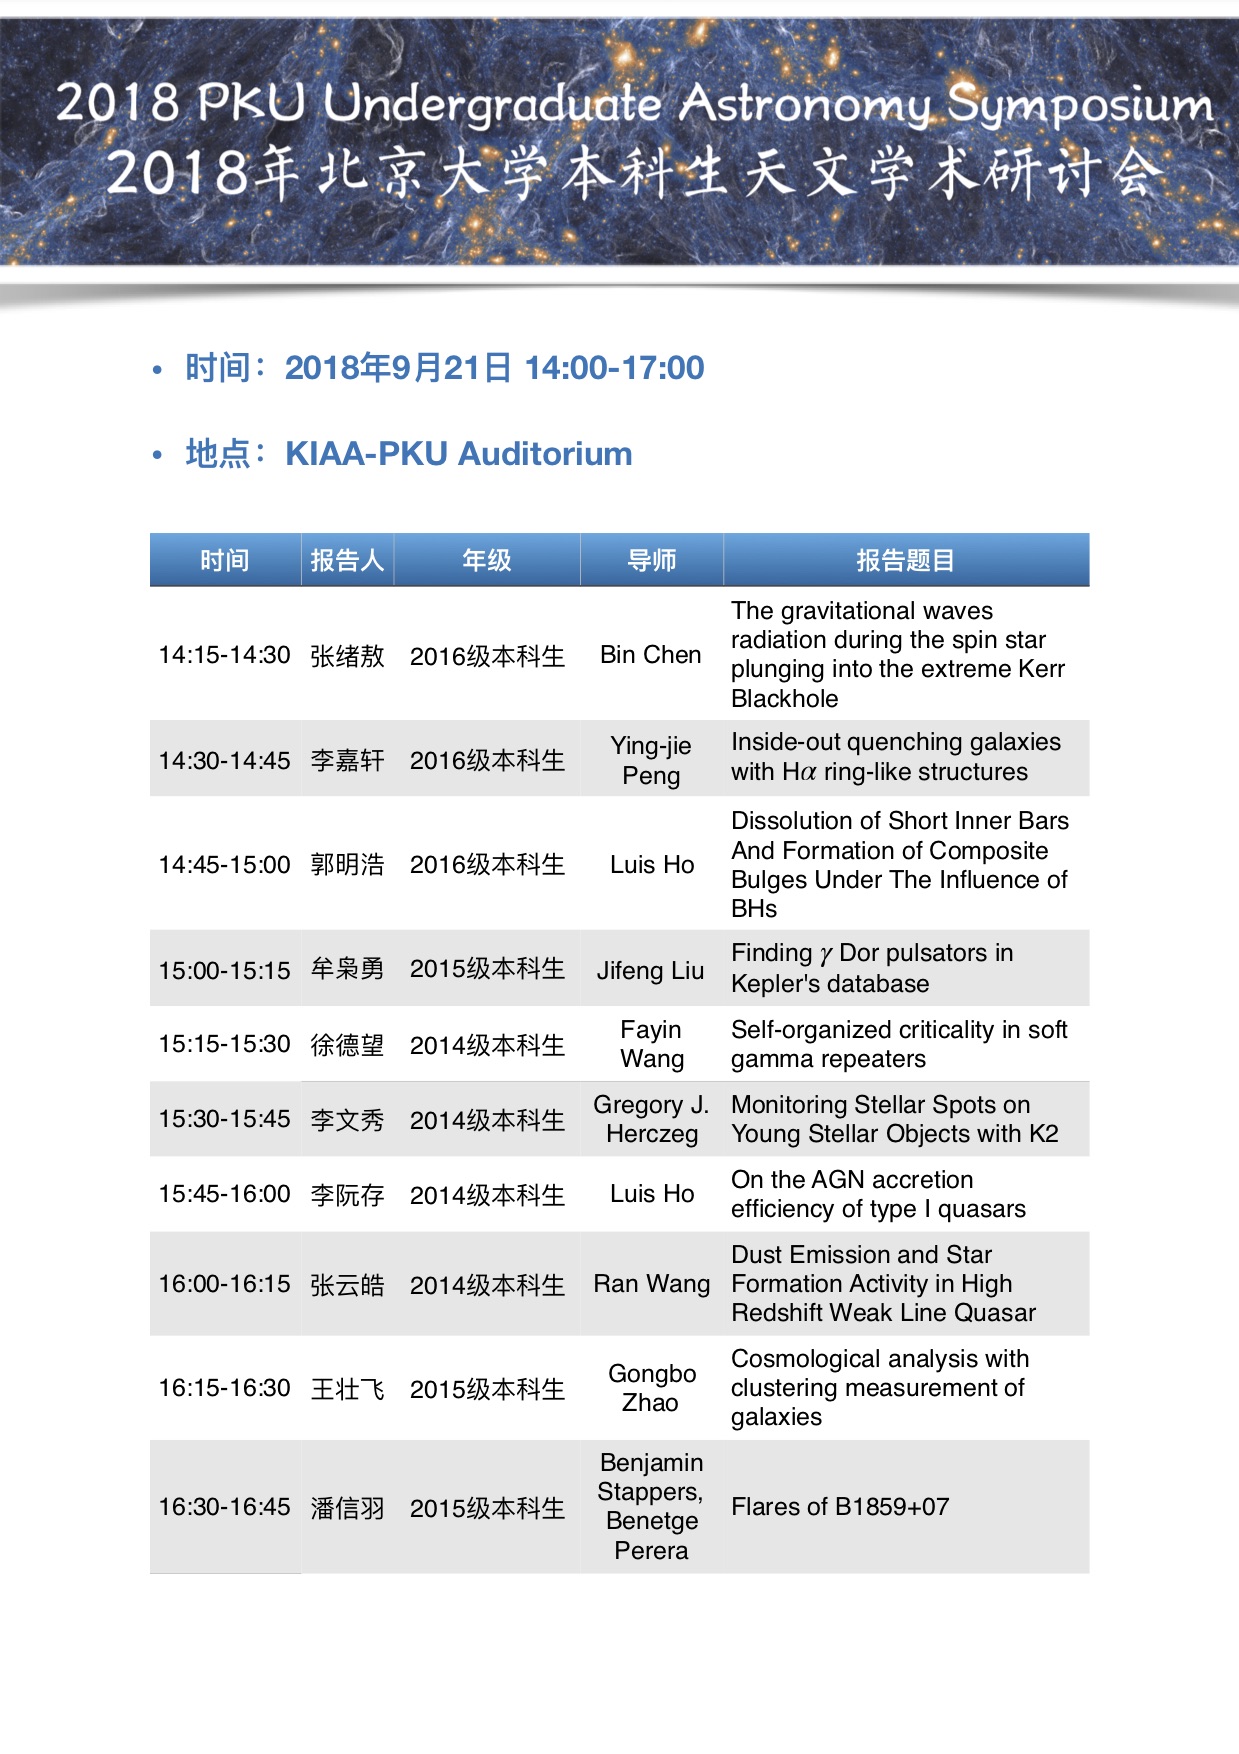 2018 PKU Undergraduate Astronomy Symposium
2018年北京大学本科生天文学术研讨会
• 时间：2018年9月21日 14:00-17:00
• 地点：KIAA-PKU Auditorium
时间 报告人 年级 导师 报告题目
14:15-14:30 张绪敖 2016级本科生 Bin Chen
The gravitational waves
radiation during the spin star
plunging into the extreme Kerr
Blackhole
14:30-14:45 李嘉轩 2016级本科生
Ying-jie
Peng
Inside-out quenching galaxies
with Hα ring-like structures
14:45-15:00 郭明浩 2016级本科生 Luis Ho
Dissolution of Short Inner Bars
And Formation of Composite
Bulges Under The Influence of
BHs
15:00-15:15 牟枭勇 2015级本科生 Jifeng Liu
Finding γ Dor pulsators in
Kepler's database
15:15-15:30 徐德望 2014级本科生
Fayin
Wang
Self-organized criticality in soft
gamma repeaters
15:30-15:45 李文秀 2014级本科生
Gregory J.
Herczeg
Monitoring Stellar Spots on
Young Stellar Objects with K2
15:45-16:00 李阮存 2014级本科生 Luis Ho
On the AGN accretion
efficiency of type I quasars
16:00-16:15 张云皓 2014级本科生 Ran Wang
Dust Emission and Star
Formation Activity in High
Redshift Weak Line Quasar
16:15-16:30 王壮飞 2015级本科生
Gongbo
Zhao
Cosmological analysis with
clustering measurement of
galaxies
16:30-16:45 潘信羽 2015级本科生
Benjamin
Stappers,
Benetge
Perera
Flares of B1859+07